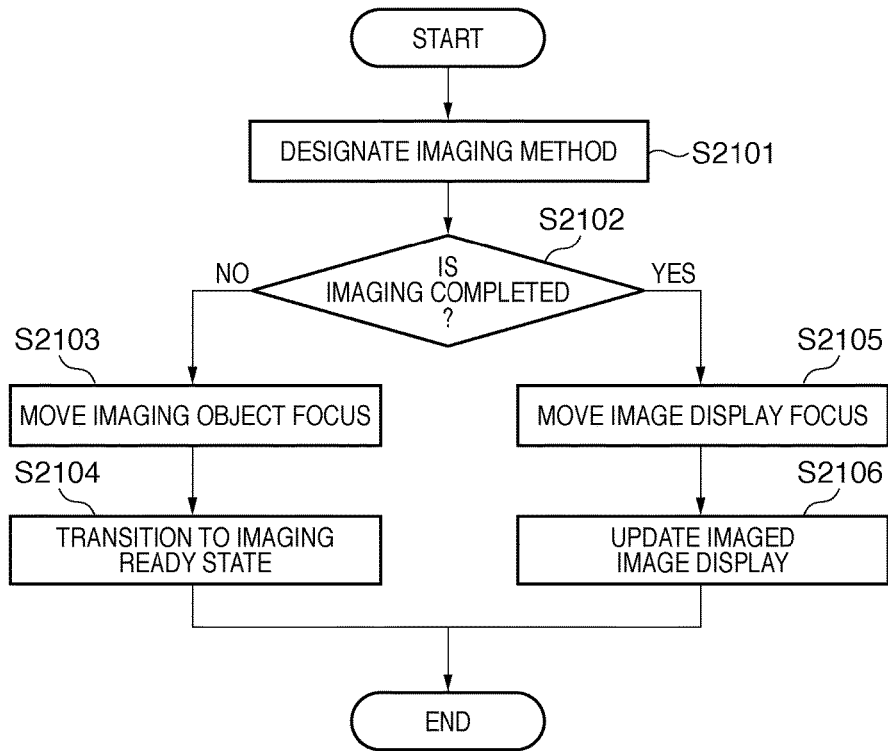 START
DESIGNATE IMAGING METHOD
S2101
S2102
IS
IMAGING COMPLETED
?
NO
YES
S2103
MOVE IMAGING OBJECT FOCUS
S2105
MOVE IMAGE DISPLAY FOCUS
S2104
TRANSITION TO IMAGING
READY STATE
S2106
UPDATE IMAGED
IMAGE DISPLAY
END